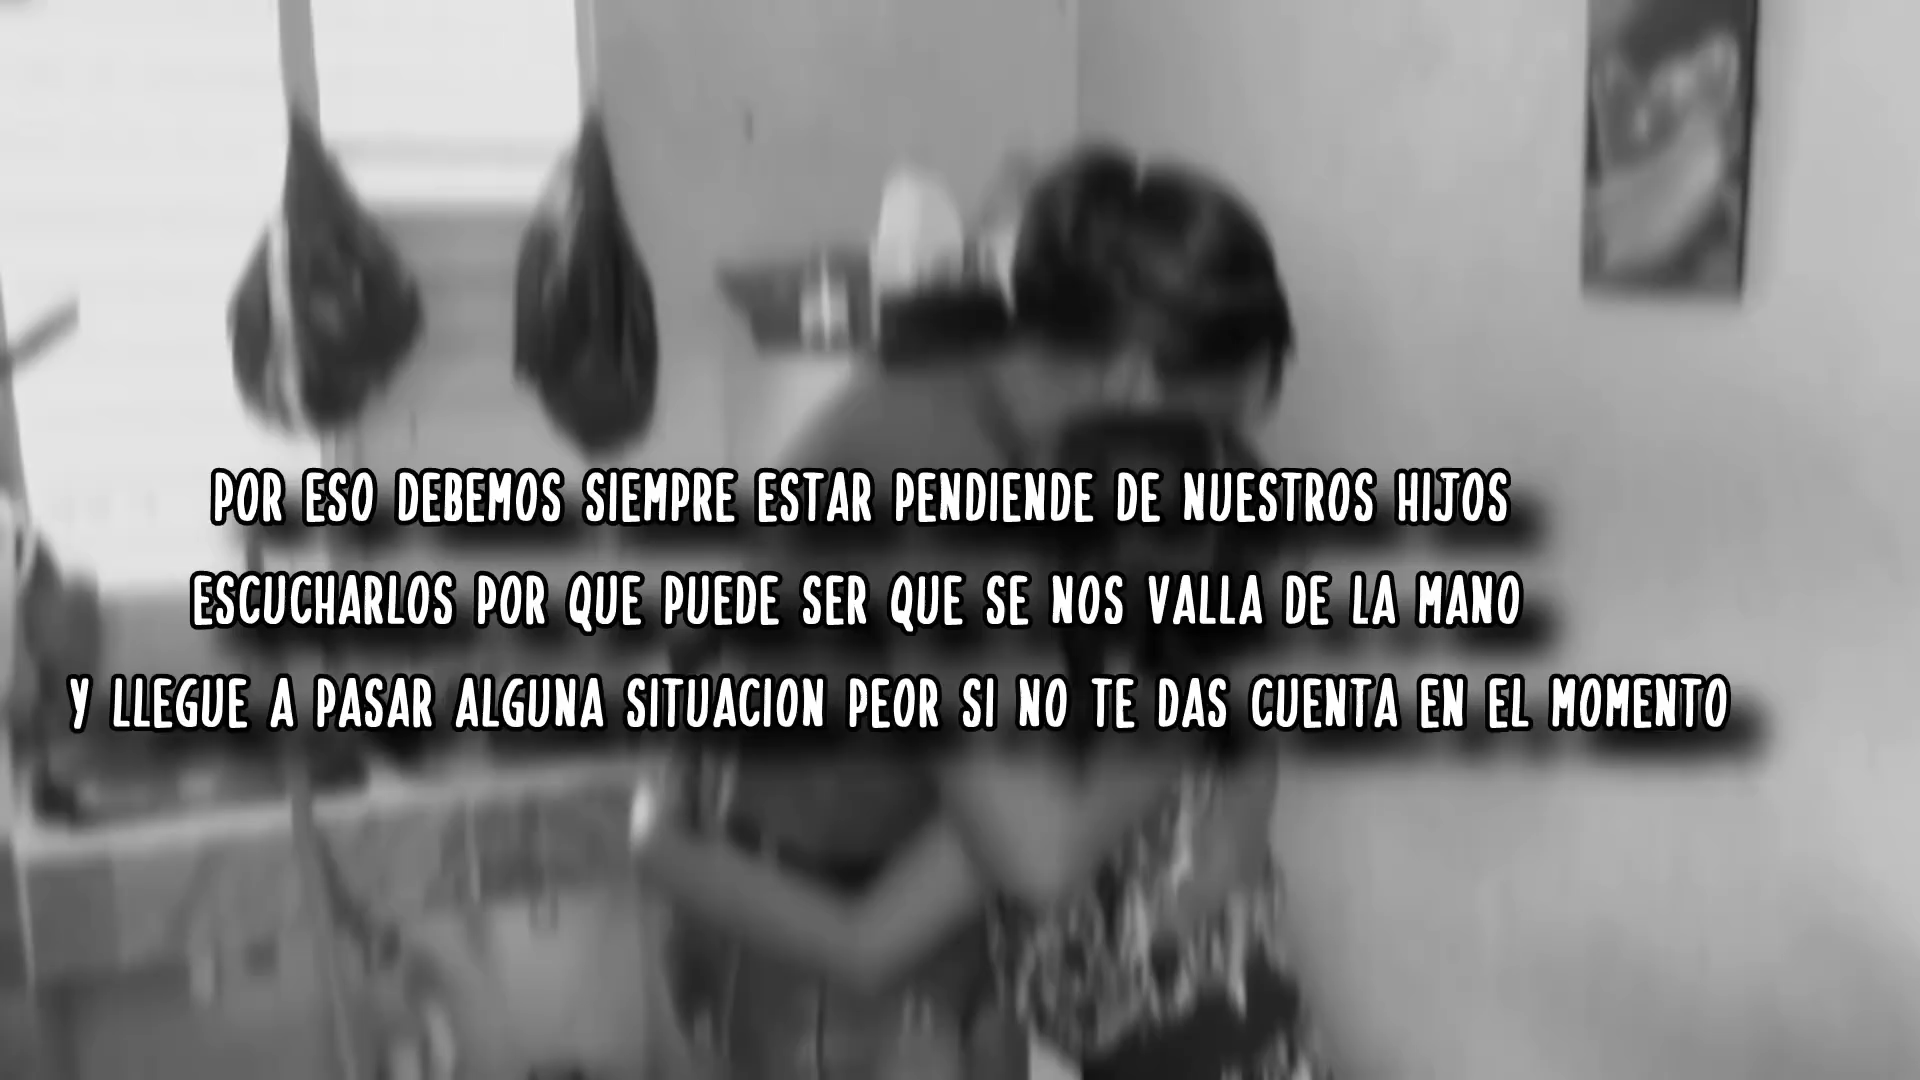 POR ESO DEBEMOS SIEMPRE ESTAR PENDIENDE DE NUESTROS HIJOS
ESCUCHARLOS POR QUE PUEDE SER QUE SE NOS VALLA DE LA MANO
Y LLEGUE A PASAR ALGUNA SITUACION PEOR SI NO TE DAS CUENTA EN EL MOMENTO